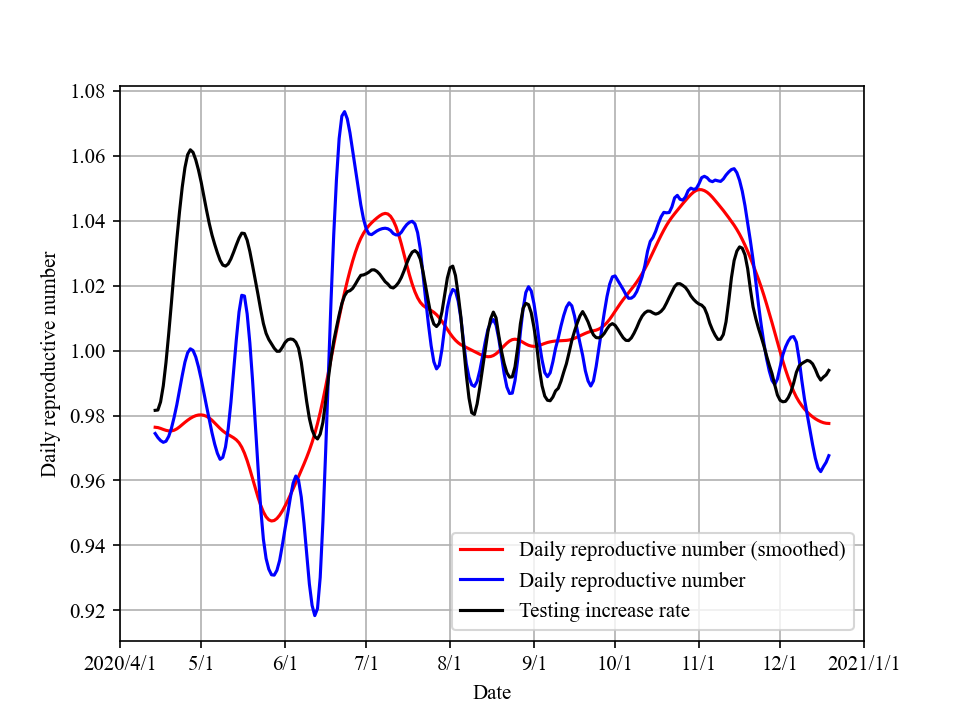 1.08
1.06
1.04
1.02
1.00
0.98
0.96
0.94
0.92
Daily reproductive number
Daily reproductive number (smoothed)
Daily reproductive number
Testing increase rate
2020/4/1 5/1 6/1 7/1 8/1 9/1 10/1 11/1 12/1 2021/1/1
Date